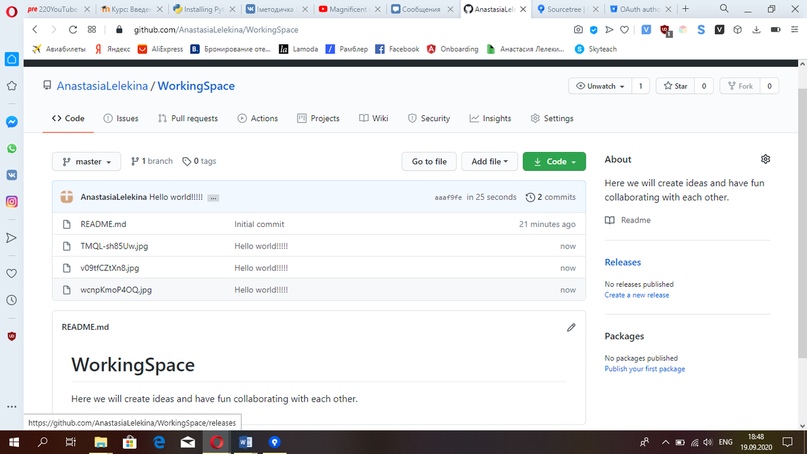 pre 220YouTube
Курс: Введе
Installing Pyt
Iметодичкі
Magnificent
Сообщения
AnastasiaLel
Sourcetree |
OAuth autho
github.com/AnastasiaLelekina/WorkingSpace
Авиабилеты
Яндекс
AliExpress
Бронирование оте...
Lamoda
Рамблер
Facebook
Onboarding
Анастасия Лелеки...
Skyteach
AnastasiaLelekina / WorkingSpace
Unwatch 1
Star 0
Fork 0
Code
Issues
Pull requests
Actions
Projects
Wiki
Security
Insights
Settings
master
1 branch
0 tags
Go to file
Add file
Code
AnastasiaLelekina Hello world!!!!! ...
aaaf9fe in 25 seconds
2 commits
README.md Initial commit 21 minutes ago
TMQL-sh85Uw.jpg Hello world!!!!! now
v09tfCZtXn8.jpg Hello world!!!!! now
wcnpKmoP4OQ.jpg Hello world!!!!! now
README.md
WorkingSpace
Here we will create ideas and have fun collaborating with each other.
About
Here we will create ideas and have fun
collaborating with each other.
Readme
Releases
No releases published
Create a new release
Packages
No packages published
Publish your first package
https://github.com/AnastasiaLelekina/WorkingSpace/releases
ENG
18:48
19.09.2020